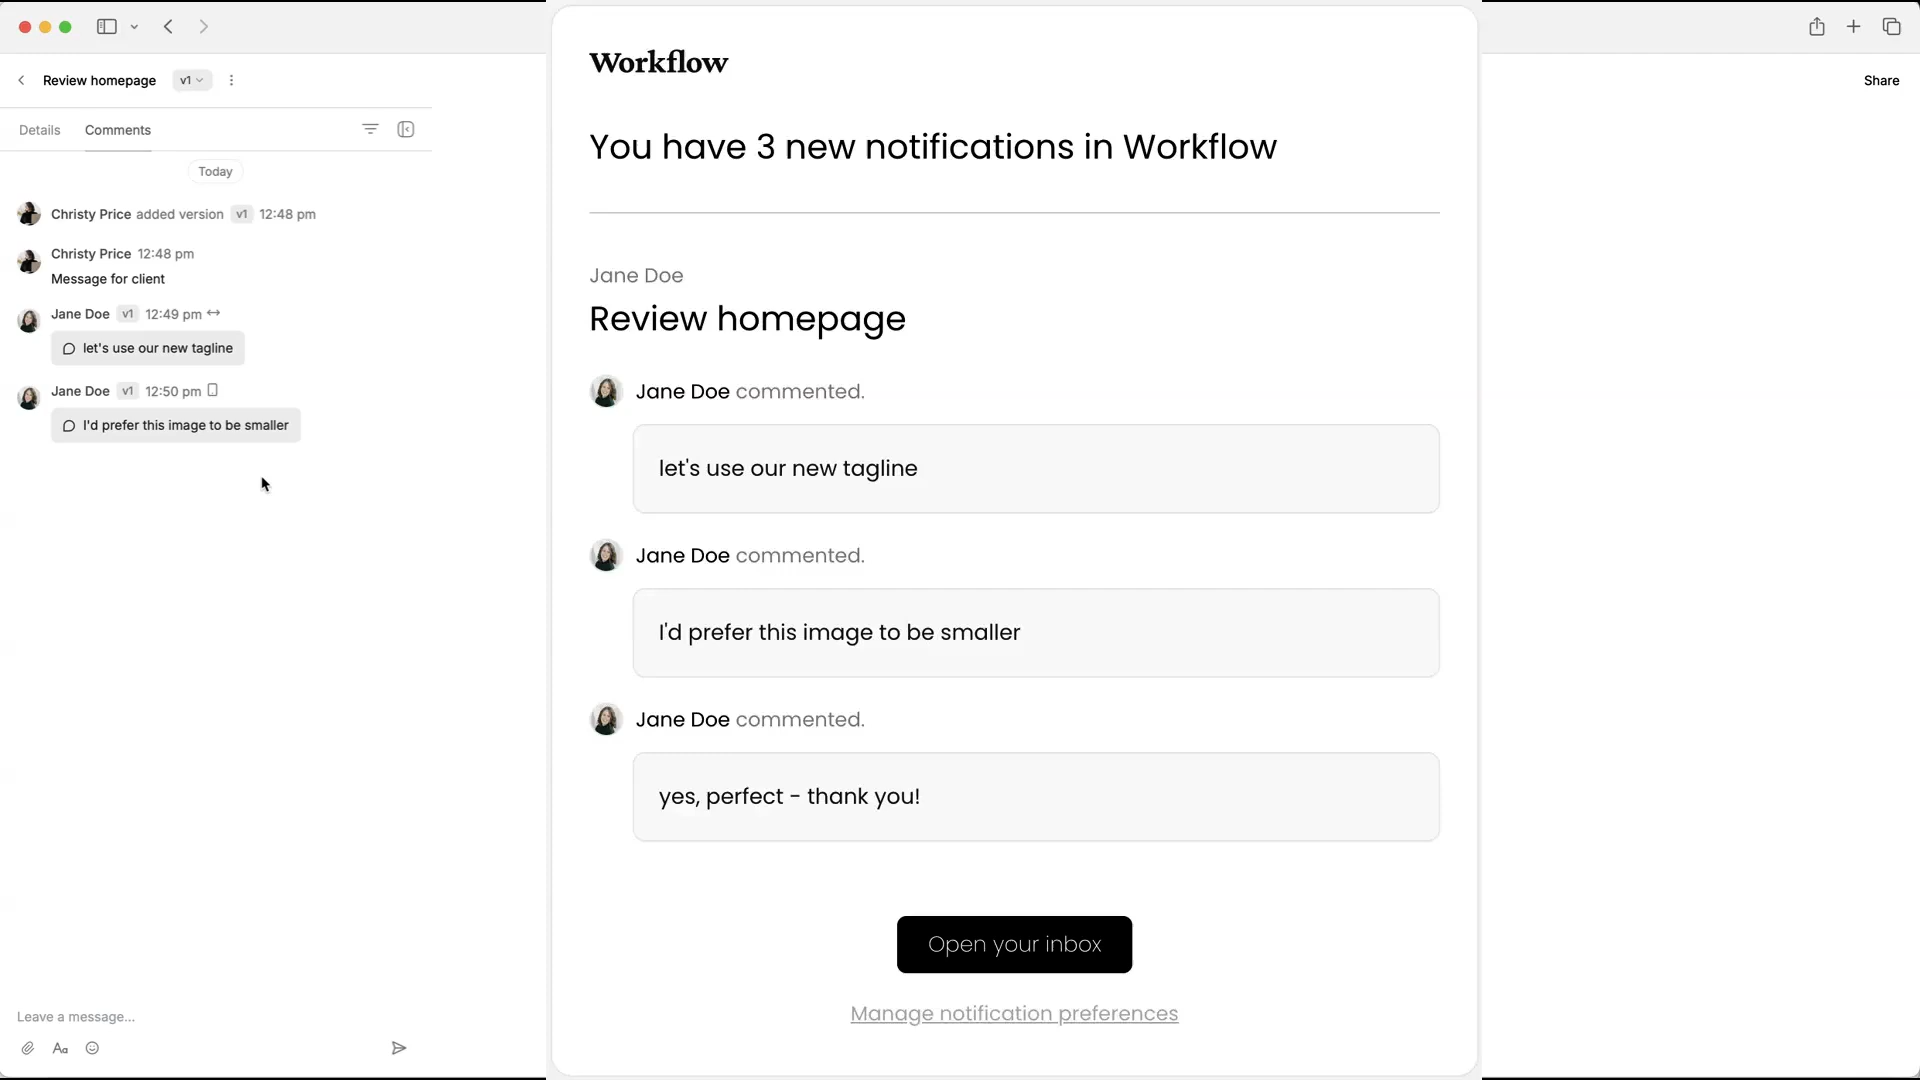 Review homepage v1
Share
Details Comments
Today
Christy Price added version v1 12:48 pm
Christy Price 12:48 pm
Message for client
Jane Doe v1 12:49 pm
let's use our new tagline
Jane Doe v1 12:50 pm
I'd prefer this image to be smaller
Leave a message...
Aa
Workflow
You have 3 new notifications in Workflow
Jane Doe
Review homepage
Jane Doe commented.
let's use our new tagline
Jane Doe commented.
I'd prefer this image to be smaller
Jane Doe commented.
yes, perfect - thank you!
Open your inbox
Manage notification preferences